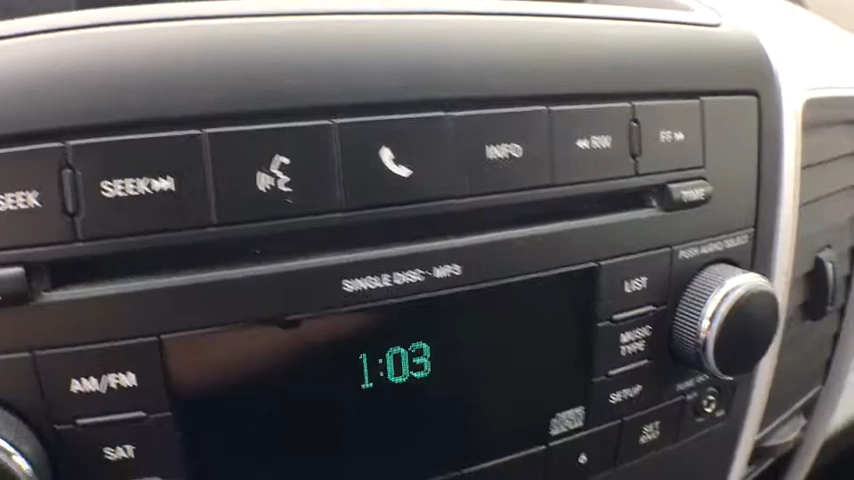 SEEK
SEEK
INFO
RW
FF
TIME
SINGLE DISC - MP3
PUSH AUDIO SELECT
LIST
MUSIC
TYPE
SETUP
1:03
AM/FM
SAT
6